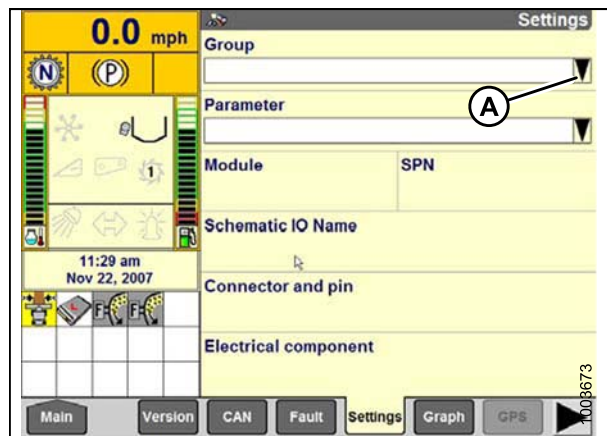 0.0 mph
Settings
Group
N
(P)
A
Parameter
1
Module
SPN
Schematic IO Name
11:29 am
Nov 22, 2007
Connector and pin
F
F
Electrical component
1003673
Main
Version
CAN
Fault
Settings
Graph
GPS